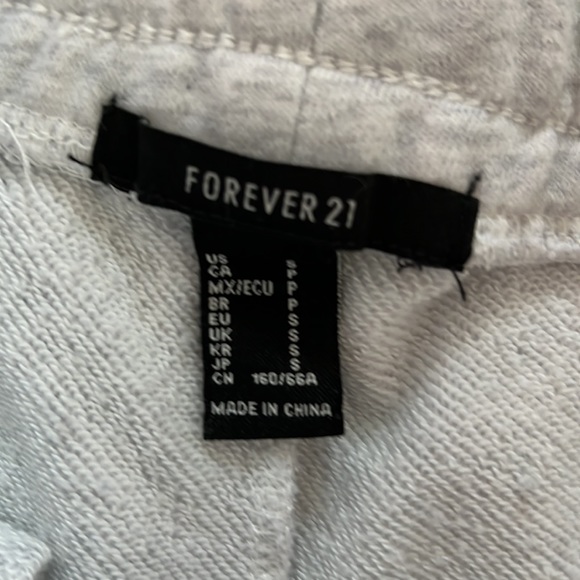 FOREVER 21
US S
CA P
MX/ECU P
BR P
EU S
UK S
KR S
JP S
CN 160/66A
MADE IN CHINA